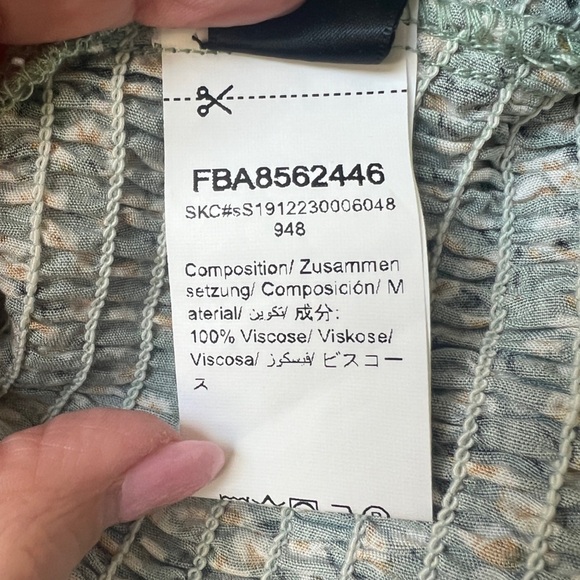 FBA8562446
SKC#sS1912230006048
948
Composition/ Zusammen
setzung/ Composición/ M
aterial/ تكوين/ 成分:
100% Viscose/ Viskose/
Viscosa/ فيسكوز/ ビスコー
ス